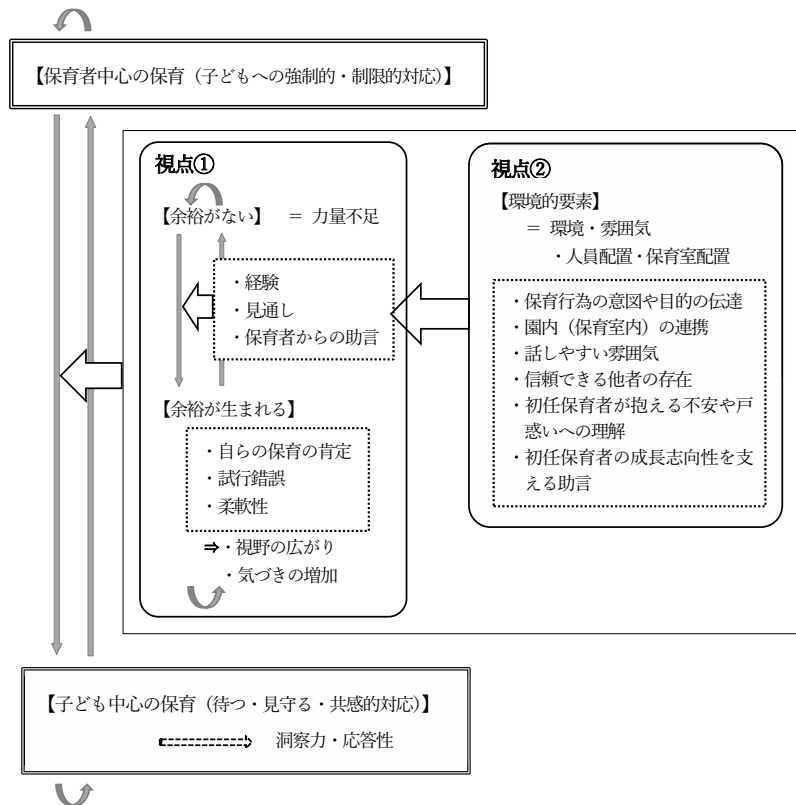 【保育者中心の保育（子どもへの強制的・制限的対応）】
視点①
【余裕がない】 ＝ 力量不足
・経験
・見通し
・保育者からの助言
【余裕が生まれる】
・自らの保育の肯定
・試行錯誤
・柔軟性
⇒・視野の広がり
・気づきの増加
視点②
【環境的要素】
＝ 環境・雰囲気
・人員配置・保育室配置
・保育行為の意図や目的の伝達
・園内（保育室内）の連携
・話しやすい雰囲気
・信頼できる他者の存在
・初任保育者が抱える不安や戸
惑いへの理解
・初任保育者の成長志向性を支
える助言
【子ども中心の保育（待つ・見守る・共感的対応）】
洞察力・応答性